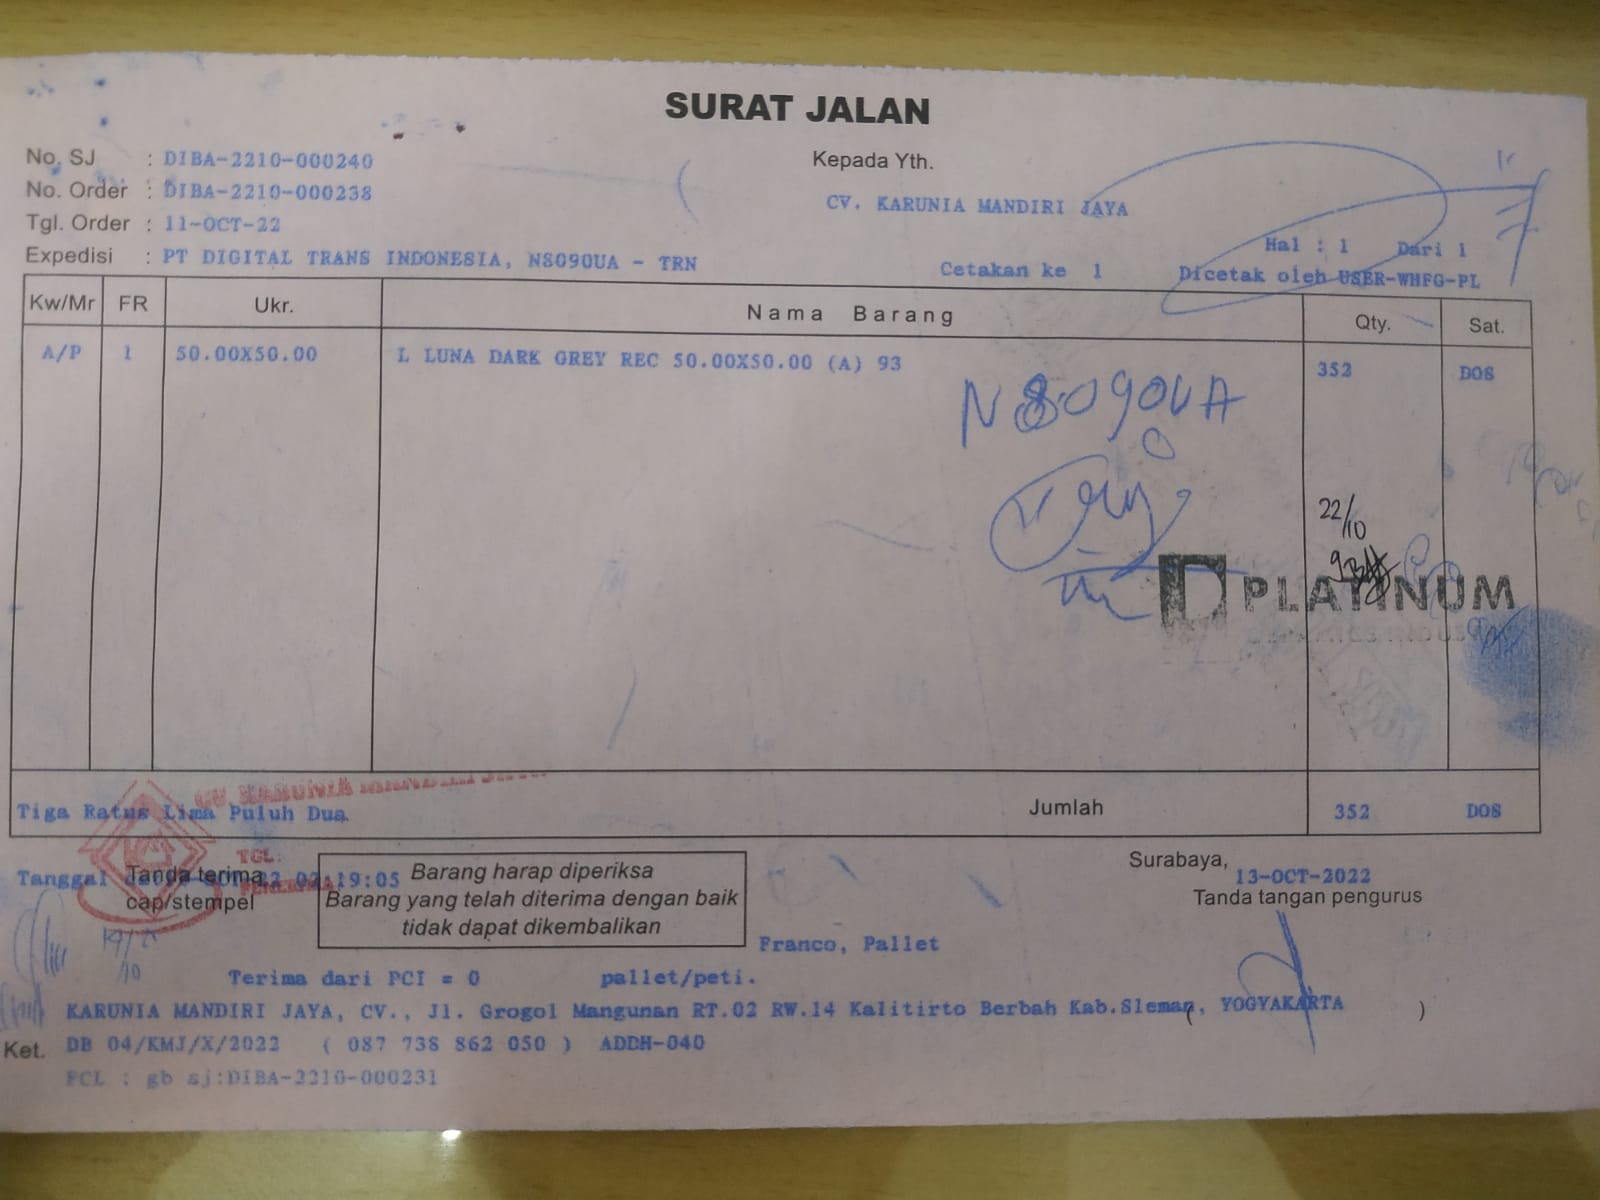 SURAT JALAN
No. SJ : DIBA-2210-000240
No. Order : DIBA-2210-000238
Tgl. Order : 11-OCT-22
Expedisi : PT DIGITAL TRANS INDONESIA, N8090UA - TRN
Kepada Yth.
CV. KARUNIA MANDIRI JAYA
Hal : 1 Dari 1
Cetakan ke 1 Dicetak oleh USER-WHFG-PL
Kw/Mr FR Ukr. Nama Barang Qty. Sat.
A/P 1 50.00X50.00 L LUNA DARK GREY REC 50.00X50.00 (A) 93 352 DOS
N8090UA
22/10
PLATINUM
CV KARUNIA MANDIRI JAYA
Tiga Ratus Lima Puluh Dua Jumlah 352 DOS
TGL:
PENERIMA
Tanggal 19:05
Tanda terima
cap/stempel
Barang harap diperiksa
Barang yang telah diterima dengan baik
tidak dapat dikembalikan
Surabaya, 13-OCT-2022
Tanda tangan pengurus
Franco, Pallet
Terima dari PCI = 0 pallet/peti.
KARUNIA MANDIRI JAYA, CV., Jl. Grogol Mangunan RT.02 RW.14 Kalitirto Berbah Kab.Sleman, YOGYAKARTA
( )
Ket. DB 04/KMJ/X/2022 ( 087 738 862 050 ) ADDH-040
FCL : gb sj:DIBA-2210-000231